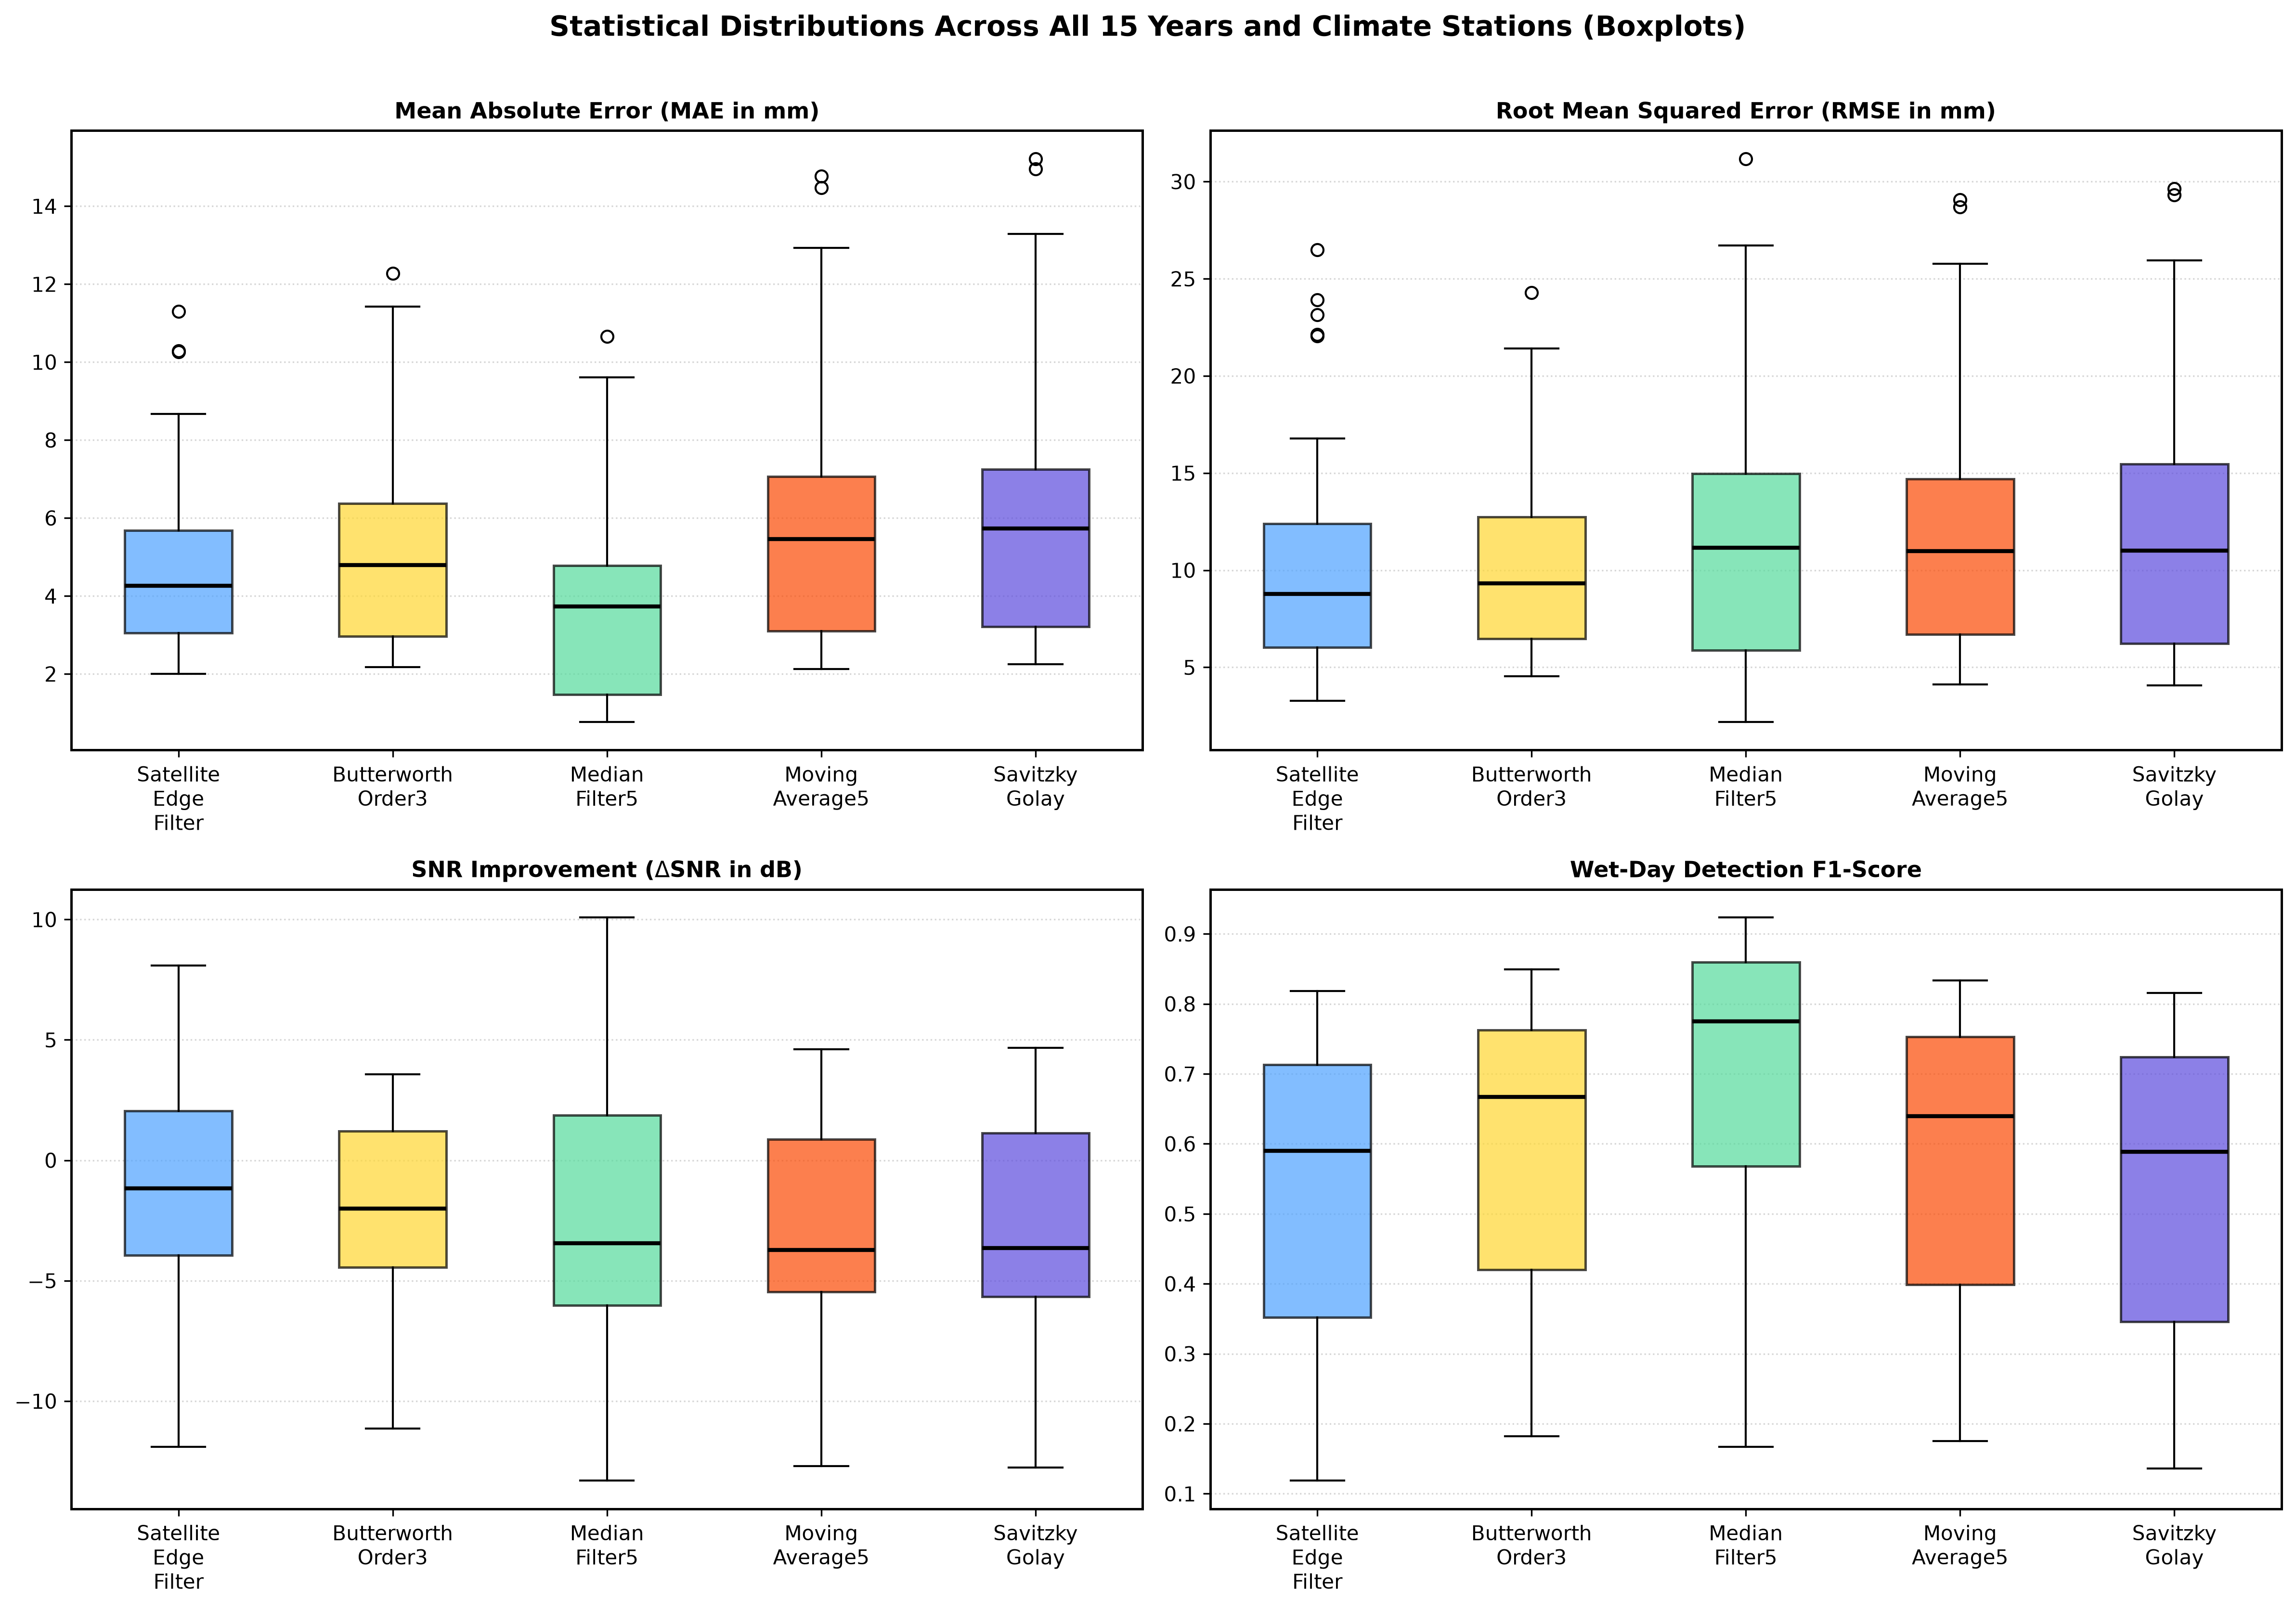 Statistical Distributions Across All 15 Years and Climate Stations (Boxplots)
Mean Absolute Error (MAE in mm)
14
12
10
8
6
4
2
Satellite
Edge
Filter
Butterworth
Order3
Median
Filter5
Moving
Average5
Savitzky
Golay
Root Mean Squared Error (RMSE in mm)
30
25
20
15
10
5
Satellite
Edge
Filter
Butterworth
Order3
Median
Filter5
Moving
Average5
Savitzky
Golay
SNR Improvement (ΔSNR in dB)
10
5
0
−5
−10
Satellite
Edge
Filter
Butterworth
Order3
Median
Filter5
Moving
Average5
Savitzky
Golay
Wet-Day Detection F1-Score
0.9
0.8
0.7
0.6
0.5
0.4
0.3
0.2
0.1
Satellite
Edge
Filter
Butterworth
Order3
Median
Filter5
Moving
Average5
Savitzky
Golay